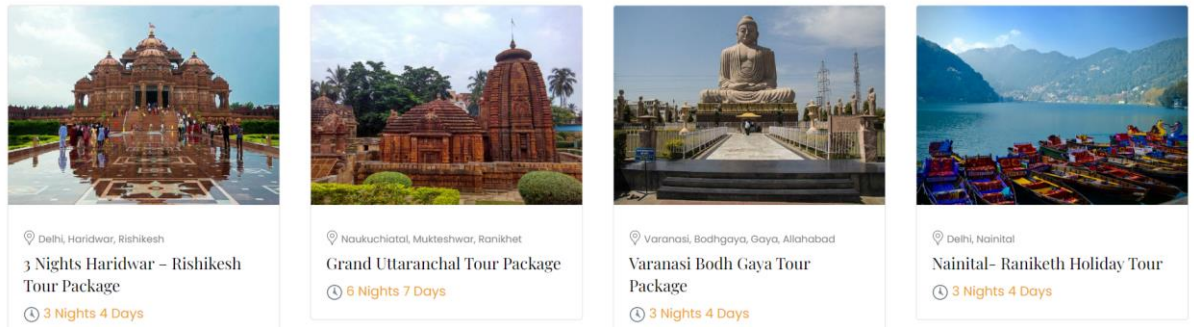 Delhi, Haridwar, Rishikesh
3 Nights Haridwar – Rishikesh
Tour Package
3 Nights 4 Days
Naukuchiatal, Mukteshwar, Ranikhet
Grand Uttaranchal Tour Package
6 Nights 7 Days
Varanasi, Bodhgaya, Gaya, Allahabad
Varanasi Bodh Gaya Tour
Package
3 Nights 4 Days
Delhi, Nainital
Nainital- Raniketh Holiday Tour
3 Nights 4 Days